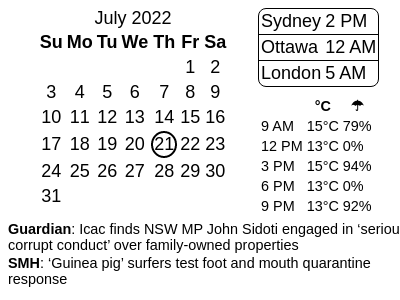 July 2022
Su Mo Tu We Th Fr Sa
1 2
3 4 5 6 7 8 9
10 11 12 13 14 15 16
17 18 19 20 21 22 23
24 25 26 27 28 29 30
31
Sydney 2 PM
Ottawa 12 AM
London 5 AM
°C ☂
9 AM 15°C 79%
12 PM 13°C 0%
3 PM 15°C 94%
6 PM 13°C 0%
9 PM 13°C 92%
Guardian: Icac finds NSW MP John Sidoti engaged in ‘seriou
corrupt conduct’ over family-owned properties
SMH: ‘Guinea pig’ surfers test foot and mouth quarantine
response